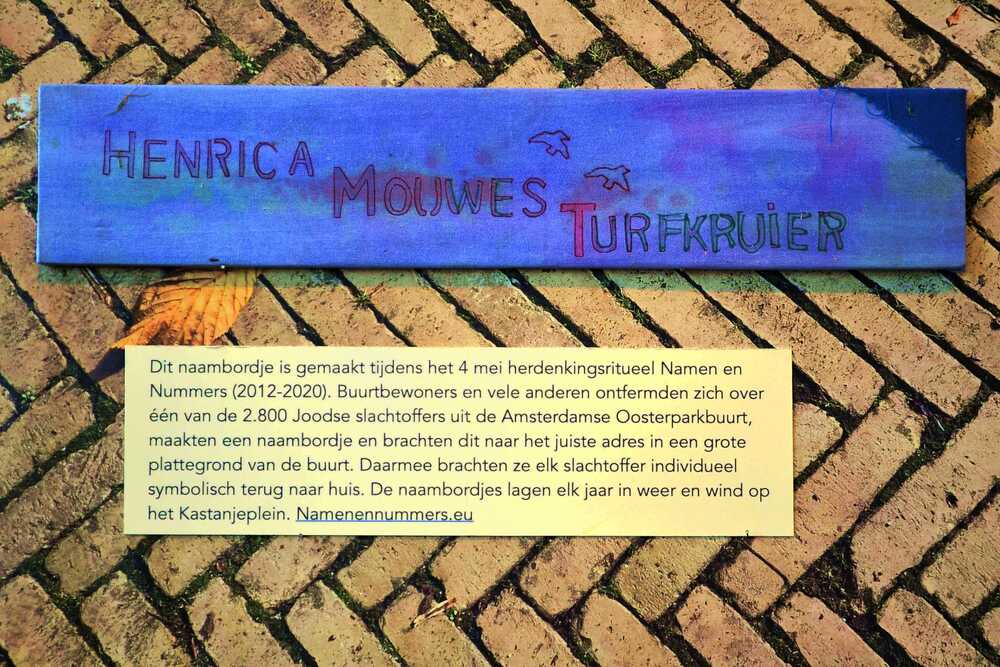 HENRICA
MOUWES
TURFKRUIER
Dit naambordje is gemaakt tijdens het 4 mei herdenkingsritueel Namen en
Nummers (2012-2020). Buurtbewoners en vele anderen ontfermden zich over
één van de 2.800 Joodse slachtoffers uit de Amsterdamse Oosterparkbuurt,
maakten een naambordje en brachten dit naar het juiste adres in een grote
plattegrond van de buurt. Daarmee brachten ze elk slachtoffer individueel
symbolisch terug naar huis. De naambordjes lagen elk jaar in weer en wind op
het Kastanjeplein. Namenennummers.eu